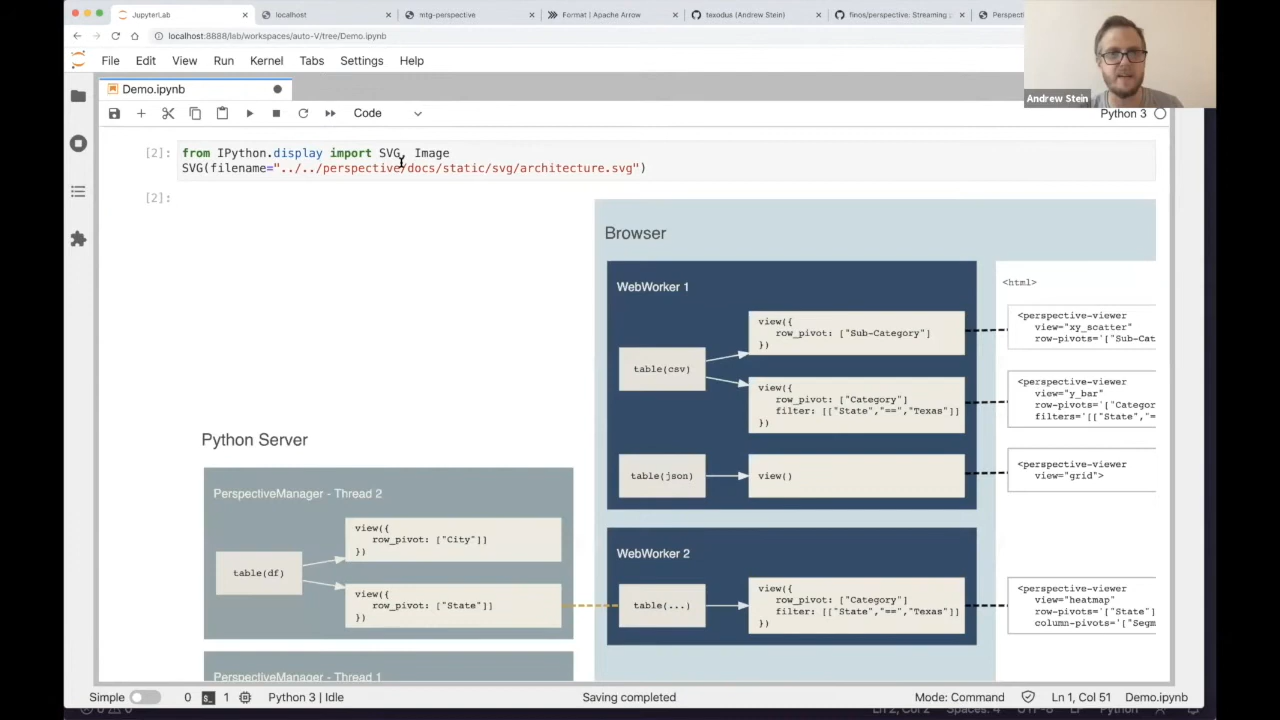 JupyterLab
localhost
mtg-perspective
Format | Apache Arrow
texodus (Andrew Stein)
finos/perspective: Streaming
Perspecti
localhost:8888/lab/workspaces/auto-V/tree/Demo.ipynb
File Edit View Run Kernel Tabs Settings Help
Andrew Stein
Demo.ipynb
Code
Python 3
[2]:
from IPython.display import SVG, Image
SVG(filename="../../perspective/docs/static/svg/architecture.svg")
[2]:
Browser
WebWorker 1
table(csv)
view({
row_pivot: ["Sub-Category"]
})
view({
row_pivot: ["Category"]
filter: [["State","==","Texas"]]
})
table(json)
view()
<html>
<perspective-viewer
view="xy_scatter"
row-pivots='["Sub-Cat
<perspective-viewer
view="y_bar"
row-pivots='["Categor
filters='[["State","=
<perspective-viewer
view="grid">
Python Server
PerspectiveManager - Thread 2
table(df)
view({
row_pivot: ["City"]]
})
view({
row_pivot: ["State"]]
})
WebWorker 2
table(...)
view({
row_pivot: ["Category"]
filter: [["State","==","Texas"]]
})
<perspective-viewer
view="heatmap"
row-pivots='["State"]
column-pivots='["Segm
PerspectiveManager - Thread 1
Simple
0
1
Python 3 | Idle
Saving completed
Mode: Command
Ln 1, Col 51
Demo.ipynb